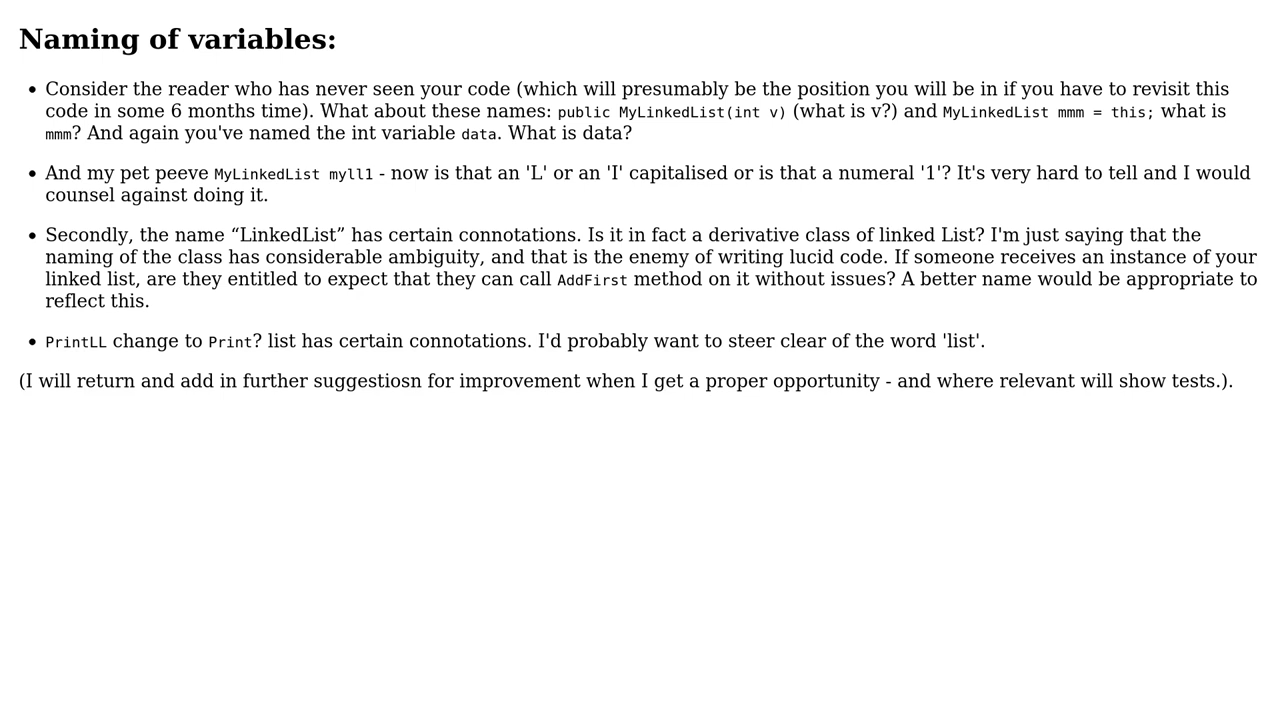 Naming of variables:
• Consider the reader who has never seen your code (which will presumably be the position you will be in if you have to revisit this
code in some 6 months time). What about these names: public MyLinkedList(int v) (what is v?) and MyLinkedList mmm = this; what is
mmm? And again you've named the int variable data. What is data?
• And my pet peeve MyLinkedList myll1 - now is that an 'L' or an 'I' capitalised or is that a numeral '1'? It's very hard to tell and I would
counsel against doing it.
• Secondly, the name “LinkedList” has certain connotations. Is it in fact a derivative class of linked List? I'm just saying that the
naming of the class has considerable ambiguity, and that is the enemy of writing lucid code. If someone receives an instance of your
linked list, are they entitled to expect that they can call AddFirst method on it without issues? A better name would be appropriate to
reflect this.
• PrintLL change to Print? list has certain connotations. I'd probably want to steer clear of the word 'list'.
(I will return and add in further suggestiosn for improvement when I get a proper opportunity - and where relevant will show tests.).